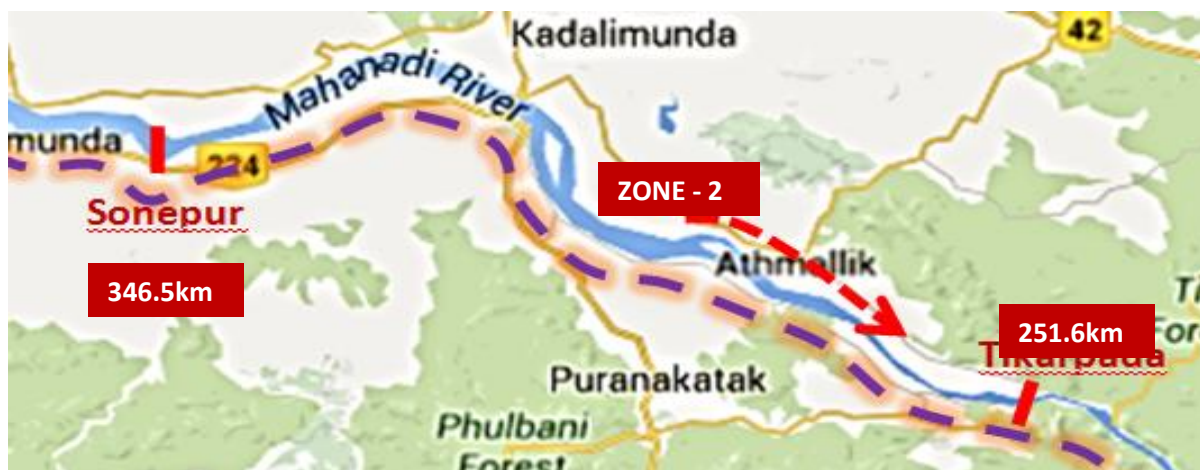 Kadalimunda
42
Mahanadi River
munda
224
ZONE - 2
Sonepur
Athmallik
346.5km
251.6km
Tikarpada
Puranakatak
Phulbani
Forest